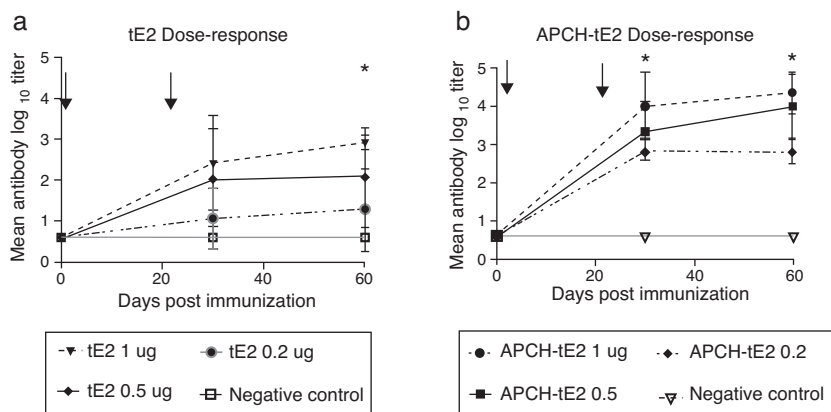 a
tE2 Dose-response
*
5
4
3
2
1
0
Mean antibody log 10 titer
0 20 40 60
Days post immunization
tE2 1 ug tE2 0.2 ug
tE2 0.5 ug Negative control
b
APCH-tE2 Dose-response
* *
5
4
3
2
1
0
Mean antibody log 10 titer
0 20 40 60
Days post immunization
APCH-tE2 1 ug APCH-tE2 0.2
APCH-tE2 0.5 Negative control